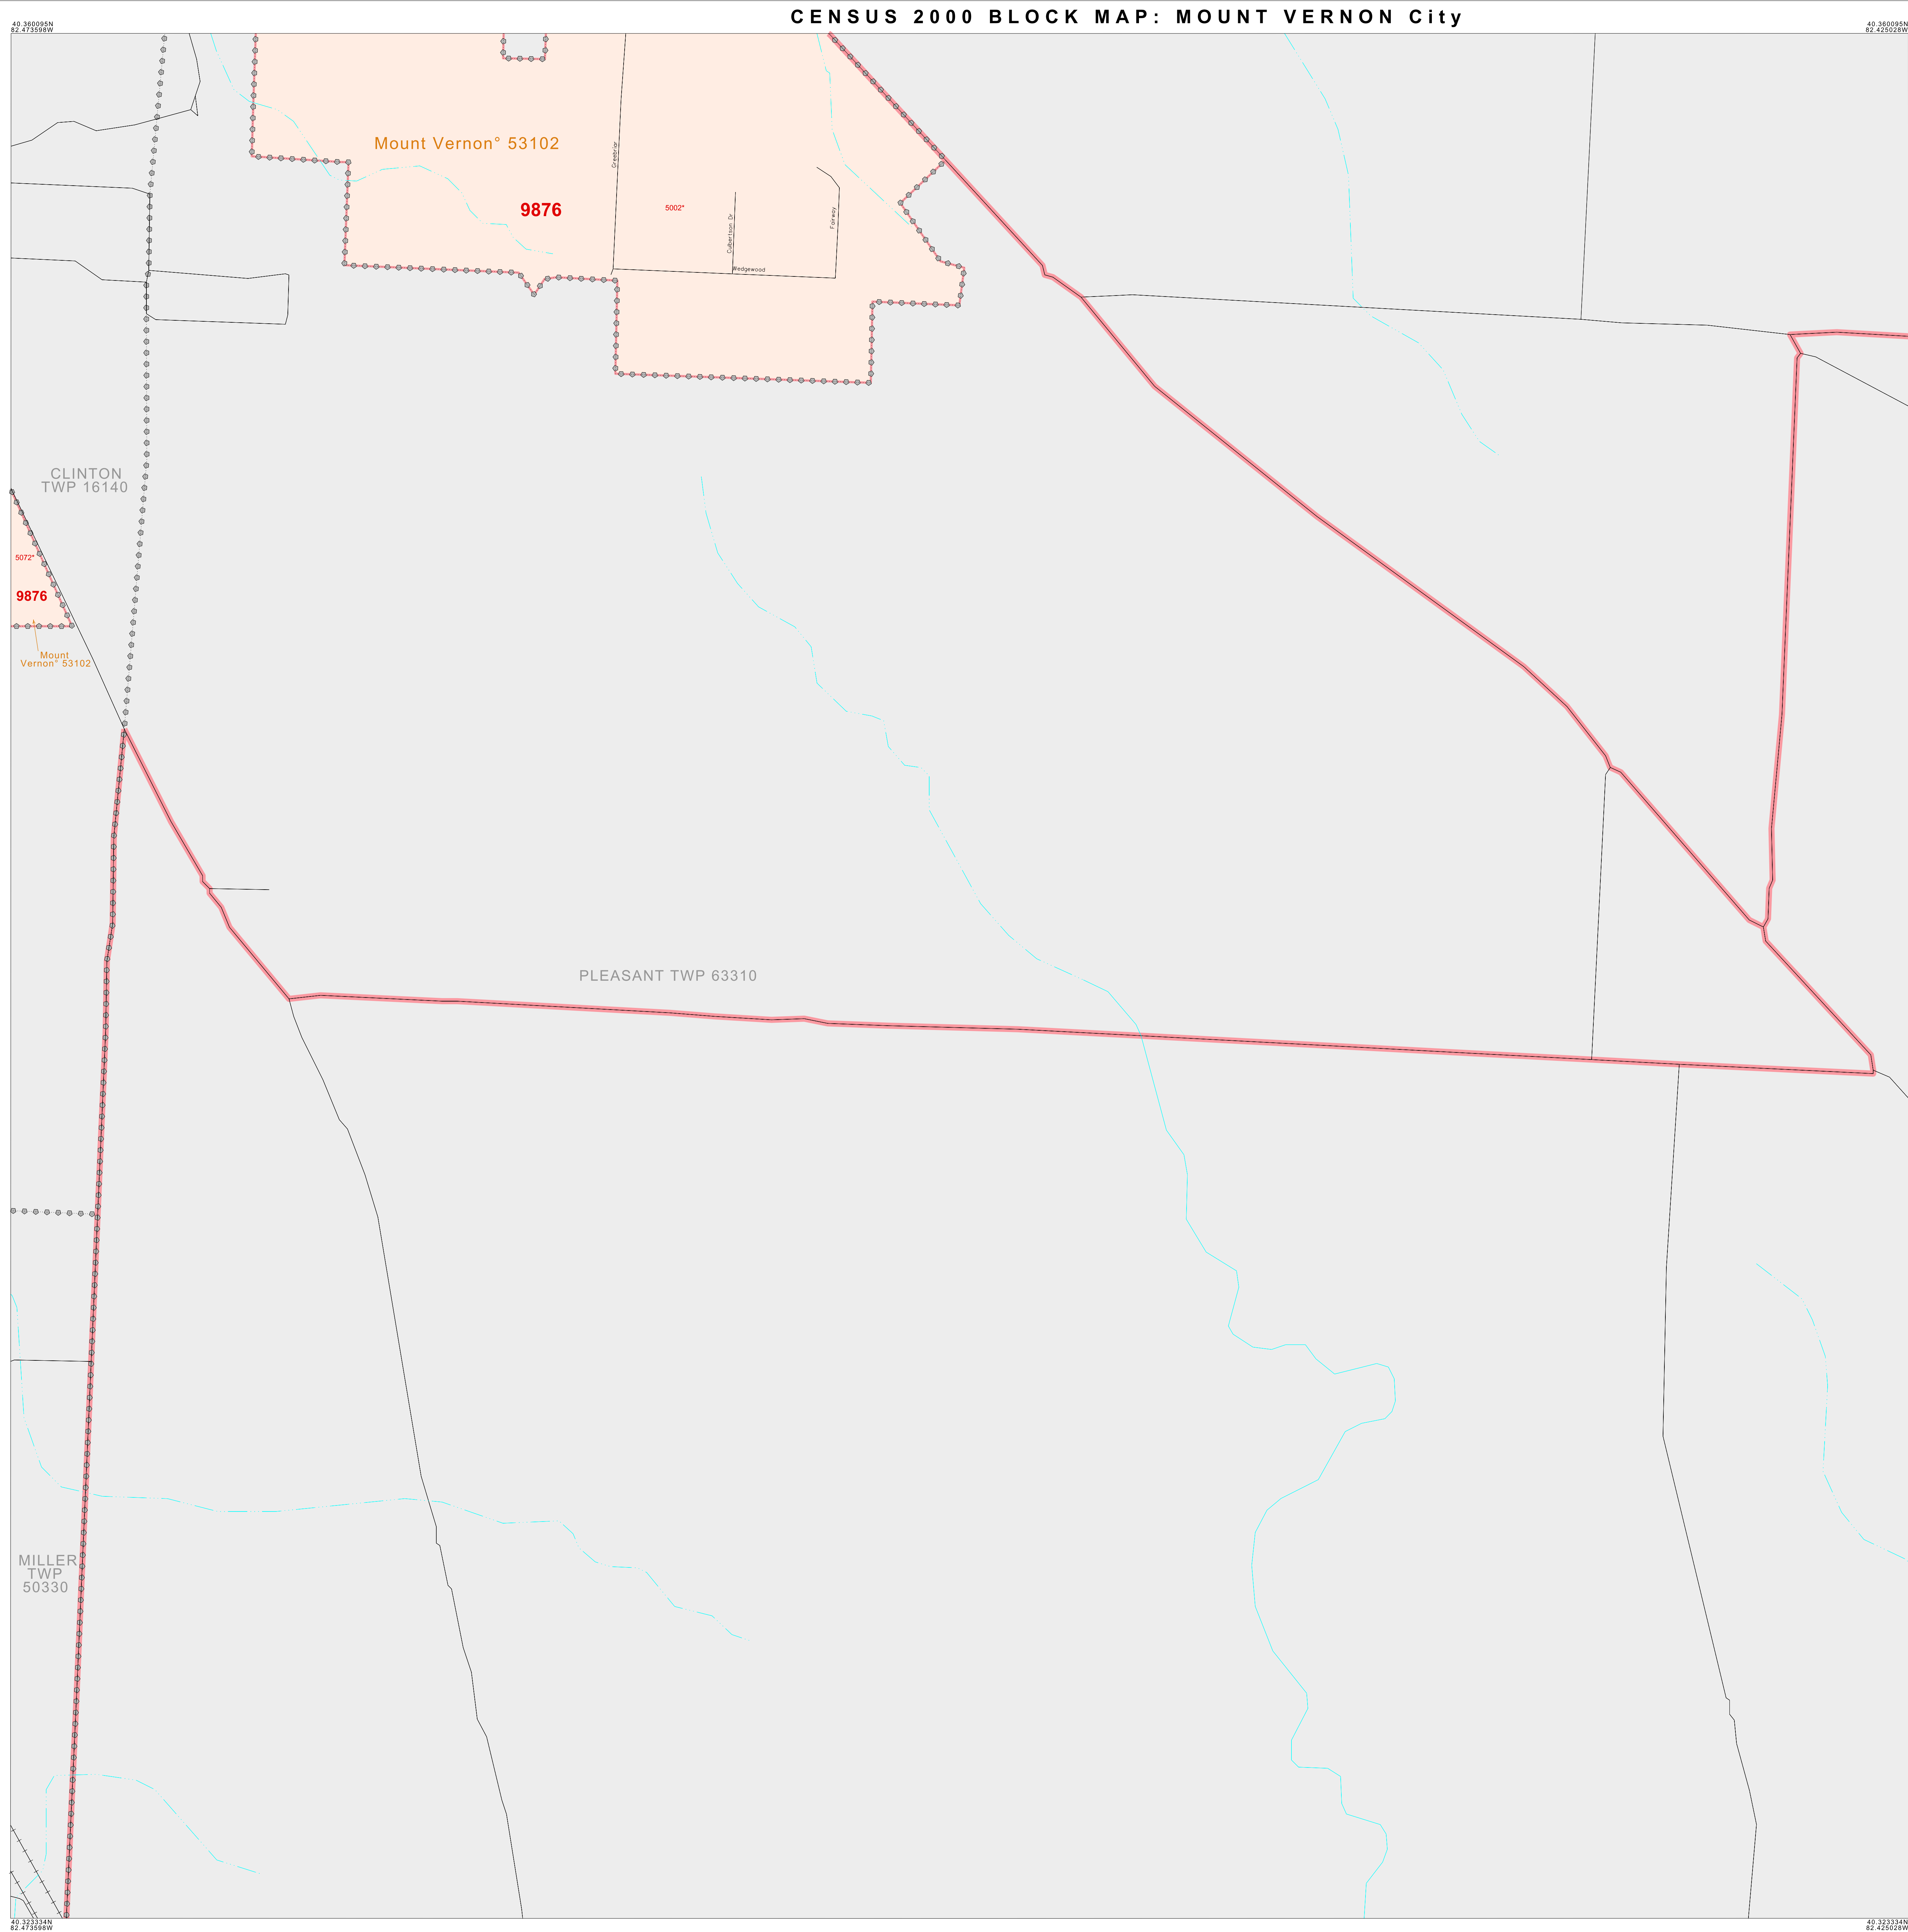 CENSUS 2000 BLOCK MAP: MOUNT VERNON City
40.360095N
82.473598W
40.360095N
82.425028W
Mount Vernon° 53102
Greenbriar
9876
5002*
Culbertson Dr
Fairway
Wedgewood
CLINTON
TWP 16140
5072*
9876
Mount
Vernon° 53102
PLEASANT TWP 63310
MILLER
TWP
50330
40.323334N
82.473598W
40.323334N
82.425028W